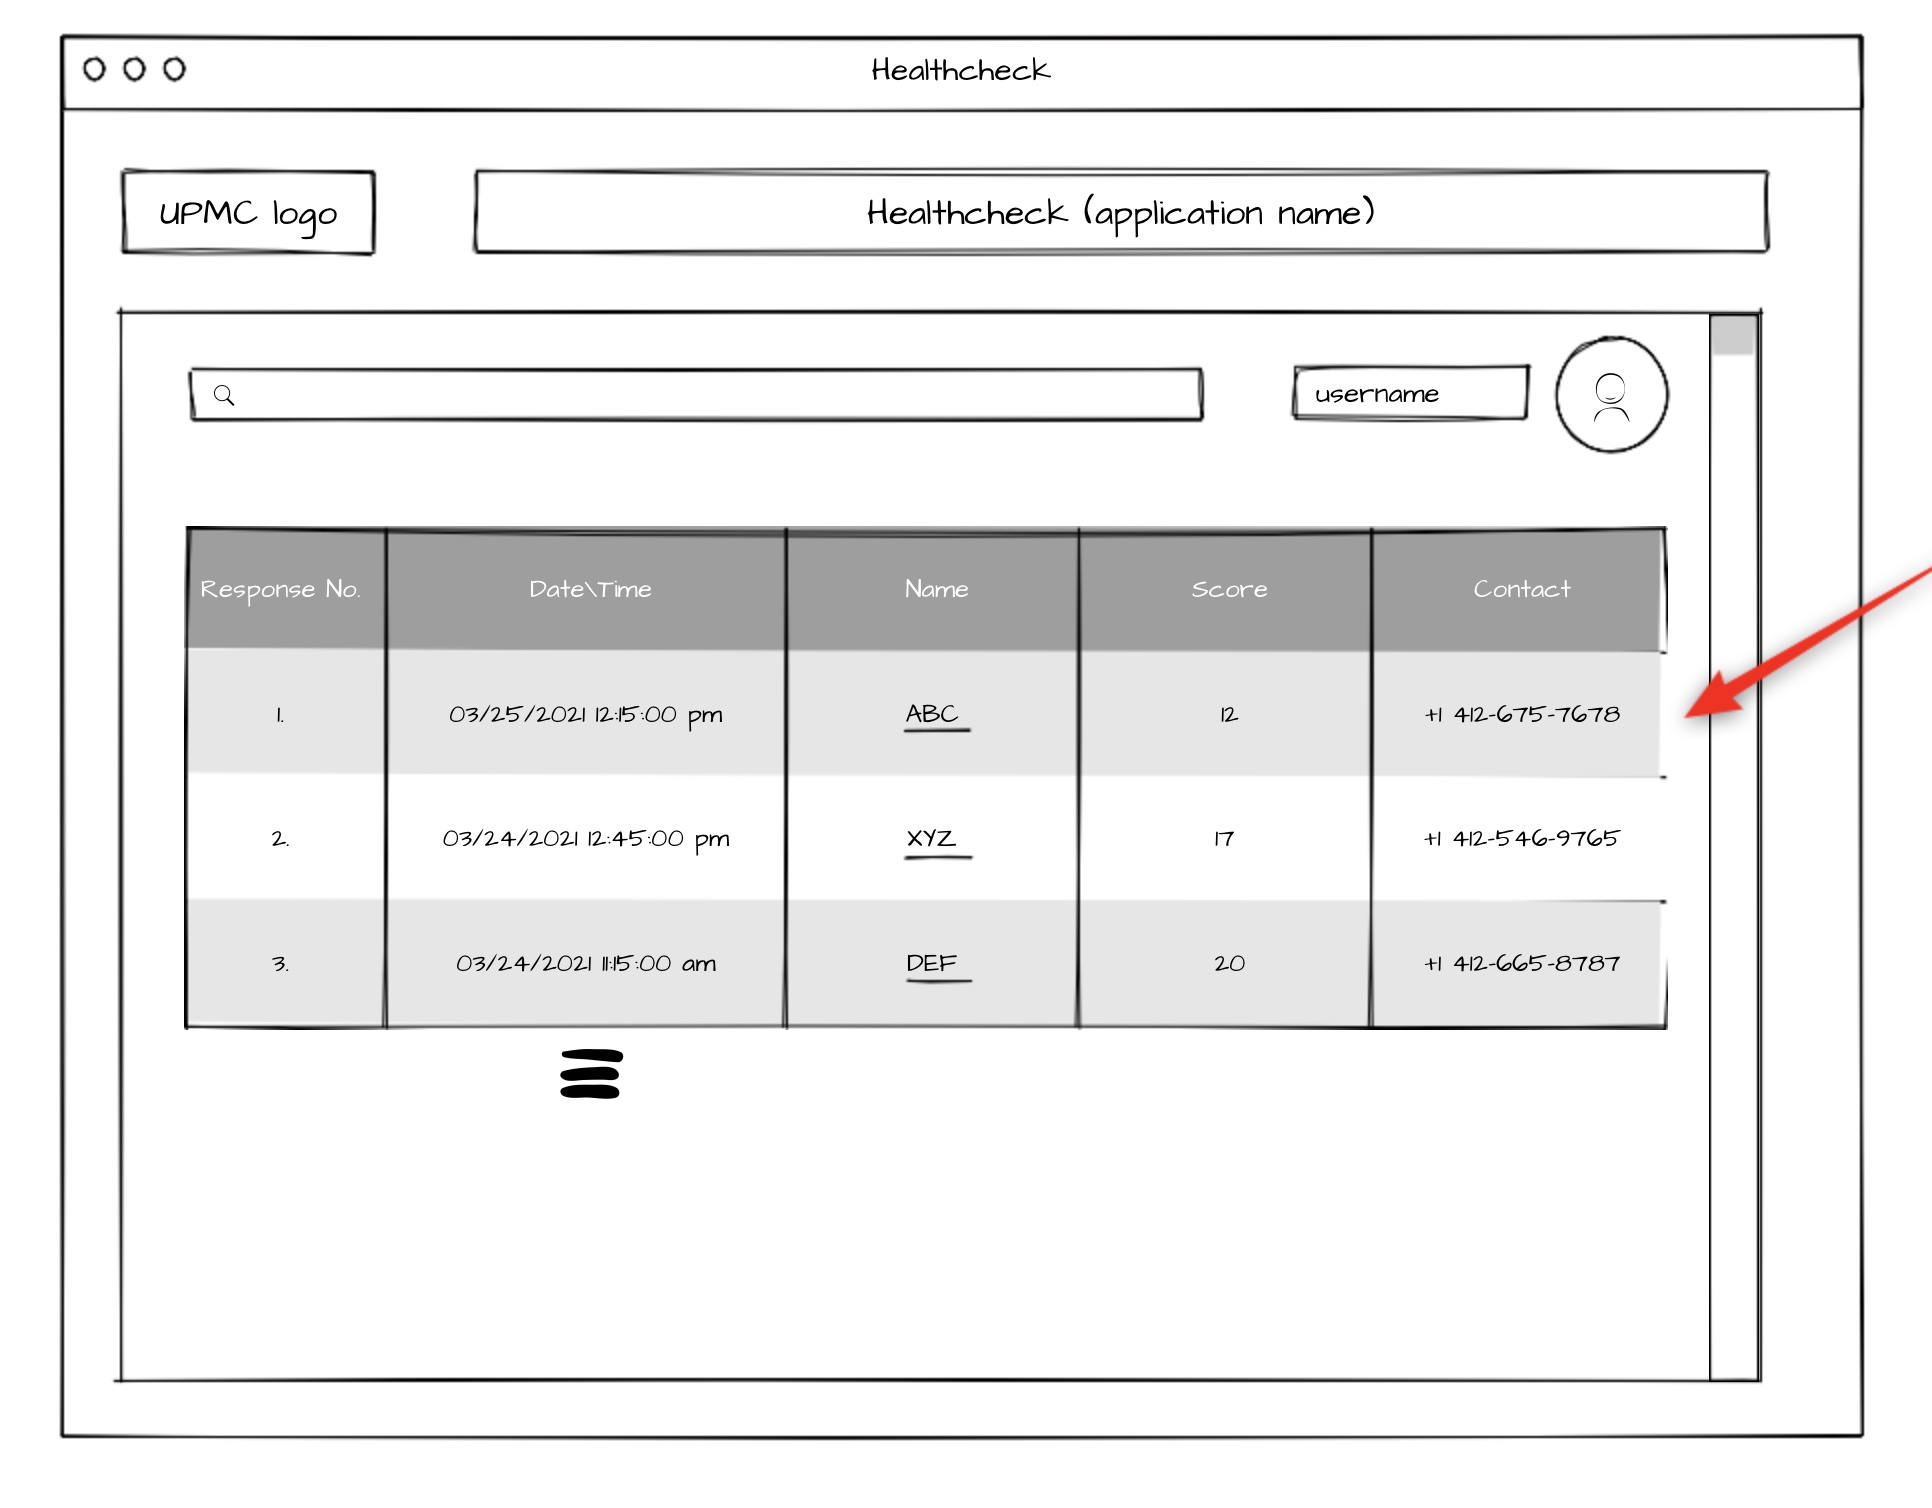 Healthcheck
UPMC logo
Healthcheck (application name)
username
Response No. Date\Time Name Score Contact
1. 03/25/2021 12:15:00 pm ABC 12 +1 412-675-7678
2. 03/24/2021 12:45:00 pm XYZ 17 +1 412-546-9765
3. 03/24/2021 11:15:00 am DEF 20 +1 412-665-8787